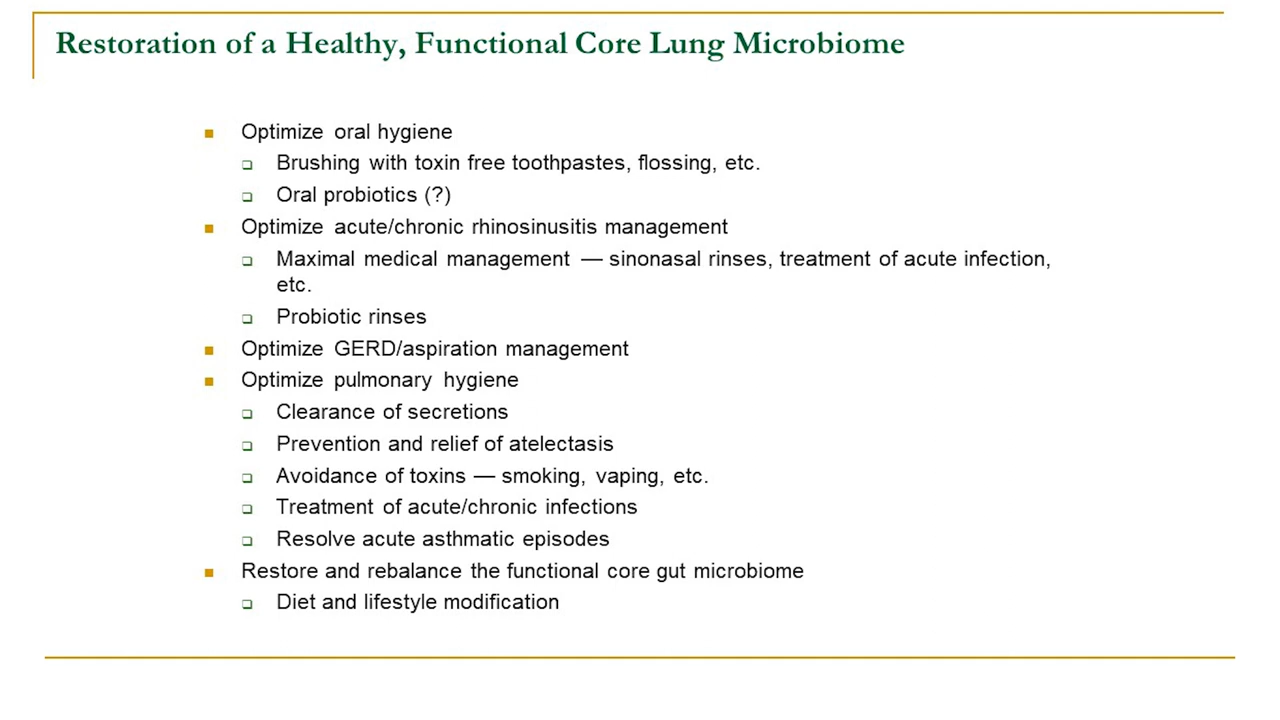 Restoration of a Healthy, Functional Core Lung Microbiome
Optimize oral hygiene
Brushing with toxin free toothpastes, flossing, etc.
Oral probiotics (?)
Optimize acute/chronic rhinosinusitis management
Maximal medical management — sinonasal rinses, treatment of acute infection,
etc.
Probiotic rinses
Optimize GERD/aspiration management
Optimize pulmonary hygiene
Clearance of secretions
Prevention and relief of atelectasis
Avoidance of toxins — smoking, vaping, etc.
Treatment of acute/chronic infections
Resolve acute asthmatic episodes
Restore and rebalance the functional core gut microbiome
Diet and lifestyle modification